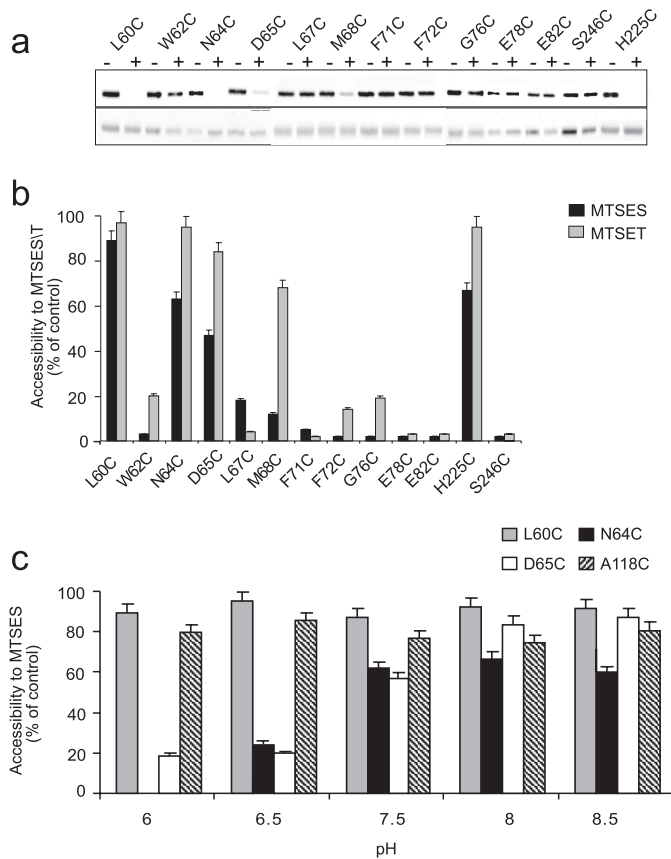 a
L60C W62C N64C D65C L67C M68C F71C F72C G76C E78C E82C S246C H225C
- + - + - + - + - + - + - + - + - + - + - + - + - +
b
100
80
60
40
20
0
Accessibility to MTSES\T
(% of control)
MTSES
MTSET
L60C W62C N64C D65C L67C M68C F71C F72C G76C E78C E82C H225C S246C
c
L60C N64C
D65C A118C
100
80
60
40
20
0
Accessibility to MTSES
(% of control)
6 6.5 7.5 8 8.5
pH